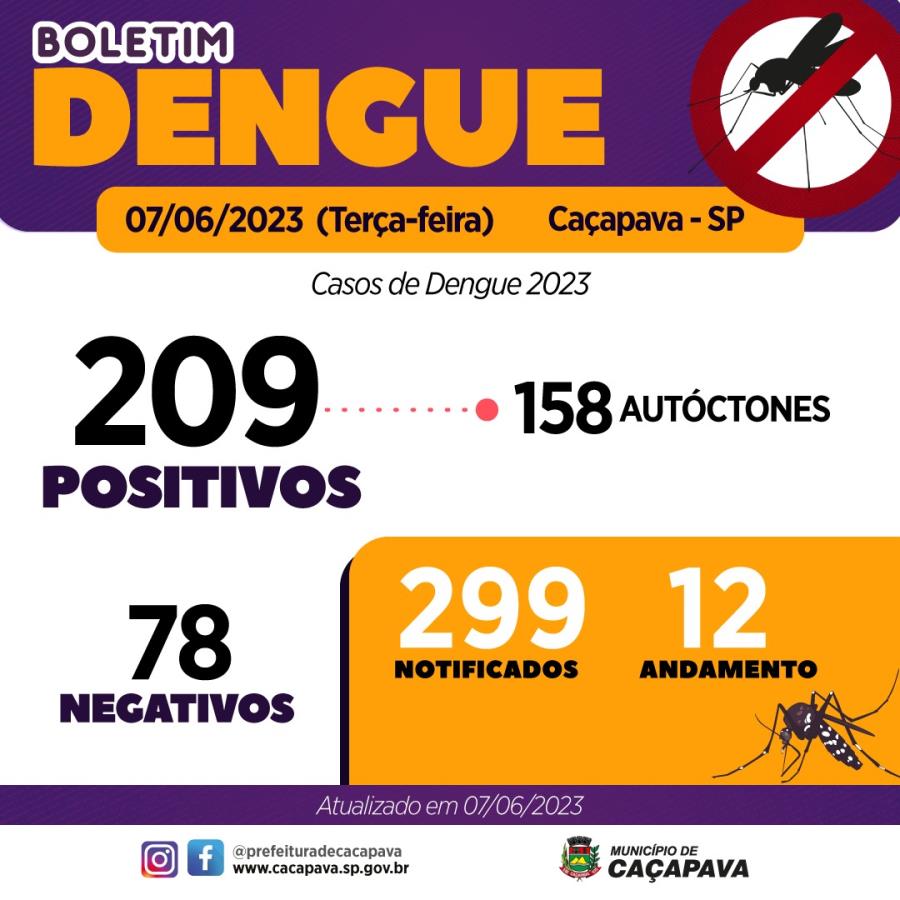 BOLETIM
DENGUE
07/06/2023 (Terça-feira) Caçapava - SP
Casos de Dengue 2023
209
POSITIVOS
158 AUTÓCTONES
78
NEGATIVOS
299
NOTIFICADOS
12
ANDAMENTO
Atualizado em 07/06/2023
@prefeituradecacapava
www.cacapava.sp.gov.br
MUNICÍPIO DE
CAÇAPAVA